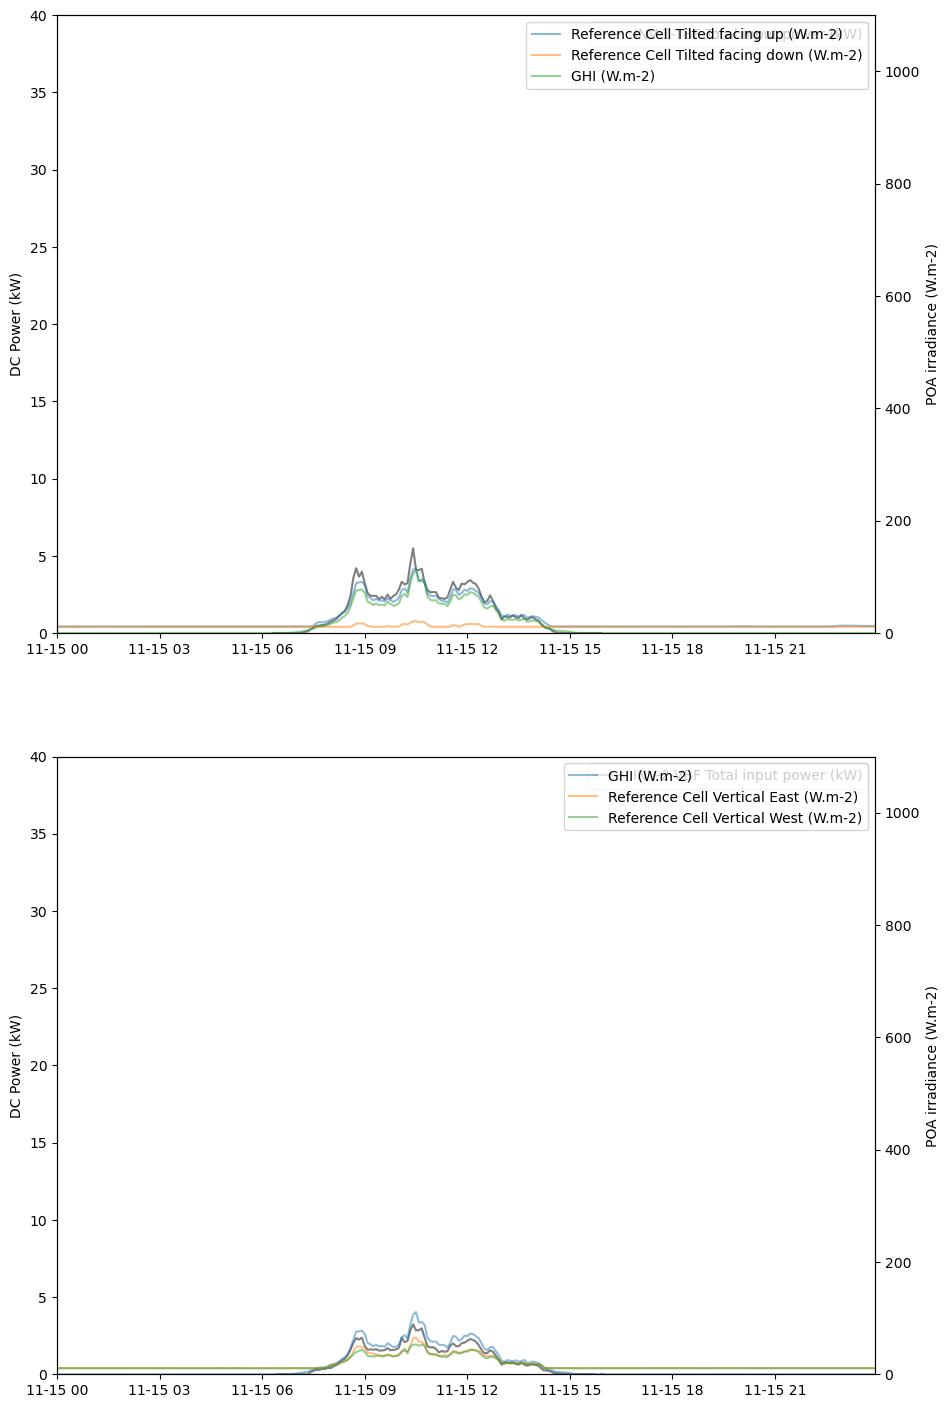 40
35
30
25
20
15
10
5
0
DC Power (kW)
1000
800
600
400
200
0
POA irradiance (W.m-2)
Reference Cell Tilted facing up (W.m-2)
Reference Cell Tilted facing down (W.m-2)
GHI (W.m-2)
11-15 00 11-15 03 11-15 06 11-15 09 11-15 12 11-15 15 11-15 18 11-15 21
40
35
30
25
20
15
10
5
0
DC Power (kW)
1000
800
600
400
200
0
POA irradiance (W.m-2)
Total input power (kW)
GHI (W.m-2)
Reference Cell Vertical East (W.m-2)
Reference Cell Vertical West (W.m-2)
11-15 00 11-15 03 11-15 06 11-15 09 11-15 12 11-15 15 11-15 18 11-15 21